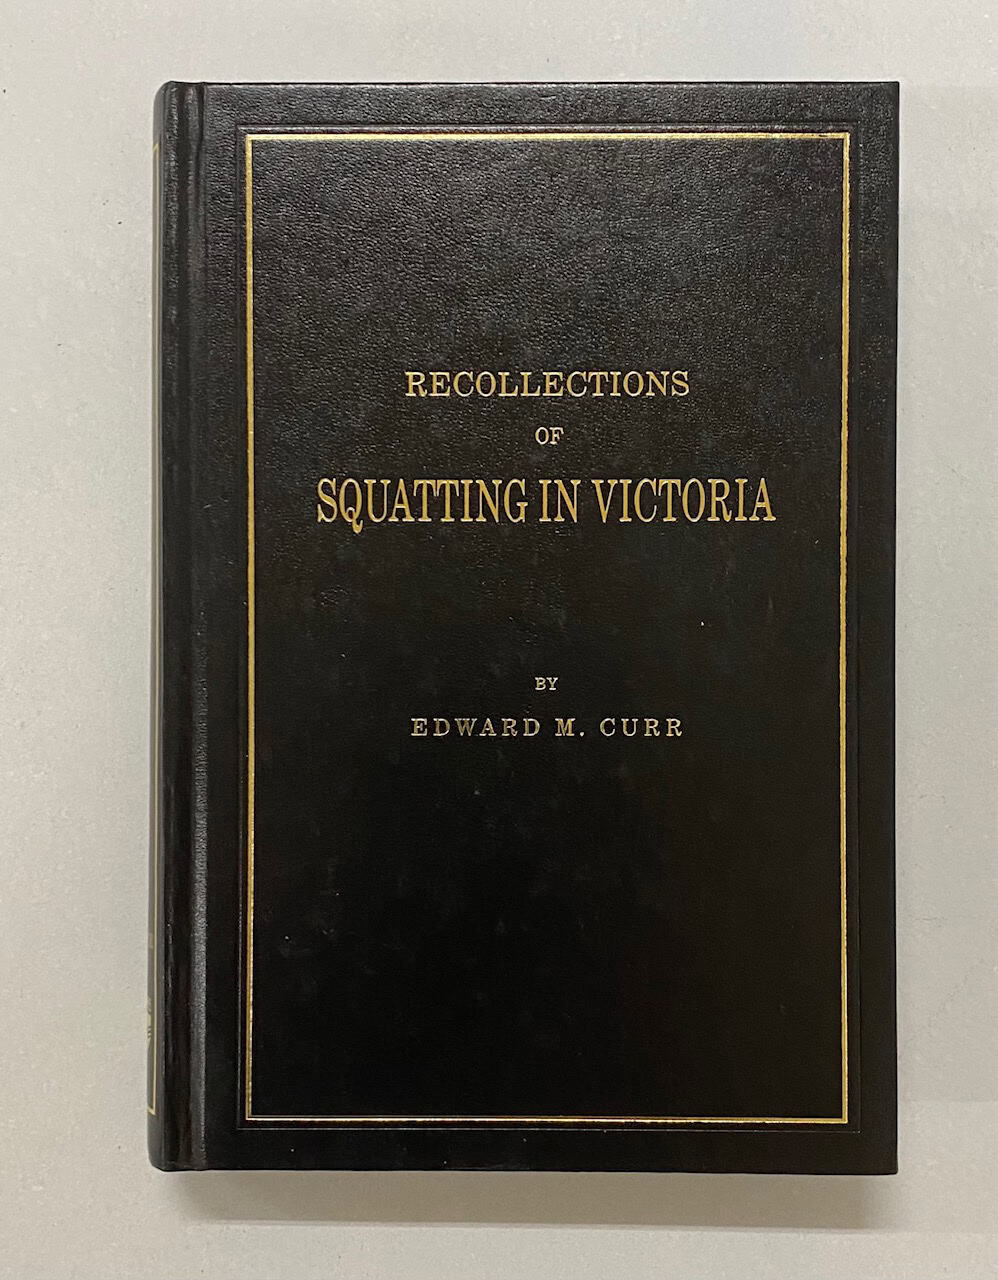 RECOLLECTIONS
OF
SQUATTING IN VICTORIA
BY
EDWARD M. CURR